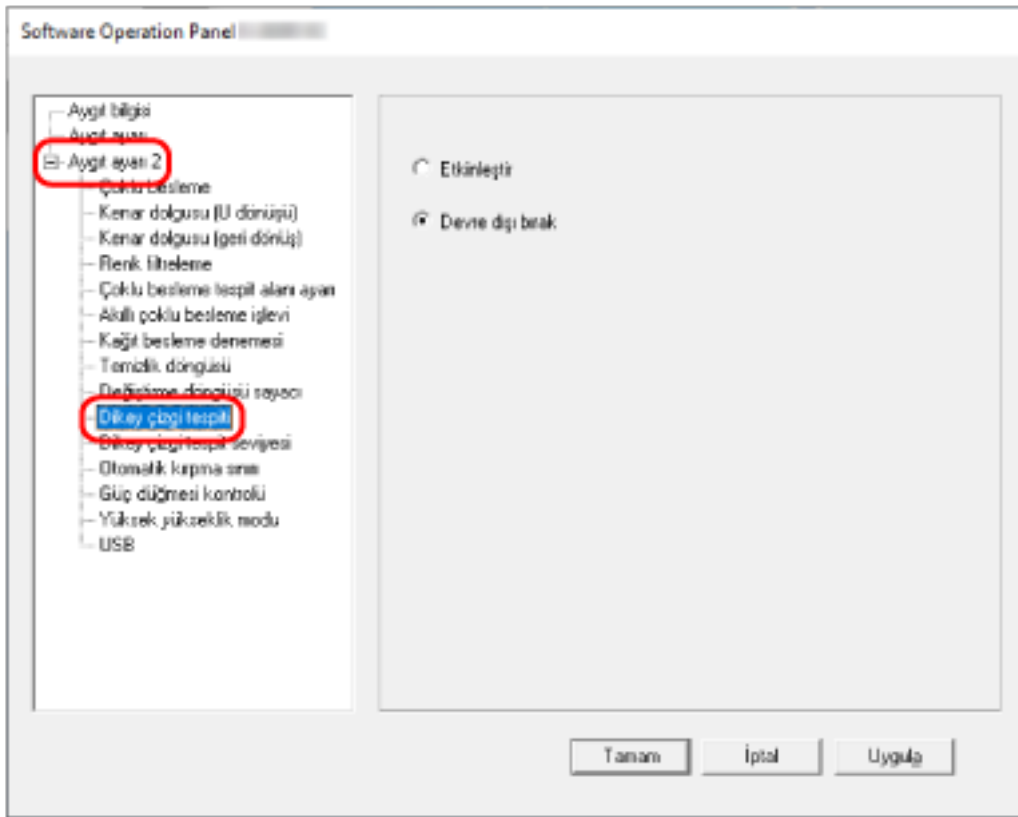 Software Operation Panel
Aygıt bilgisi
Aygıt ayarı
Aygıt ayarı 2
Çoklu besleme
Kenar dolgusu (U dönüşü)
Kenar dolgusu (geri dönüş)
Renk filtreleme
Çoklu besleme tespit alanı ayarı
Akıllı çoklu besleme işlevi
Kağıt besleme denemesi
Temizlik döngüsü
Değiştirme döngüsü sayacı
Dikey çizgi tespiti
Dikey çizgi tespit seviyesi
Otomatik kırpma sınırı
Güç düğmesi kontrolü
Yüksek yükseklik modu
USB
Etkinleştir
Devre dışı bırak
Tamam
İptal
Uygula